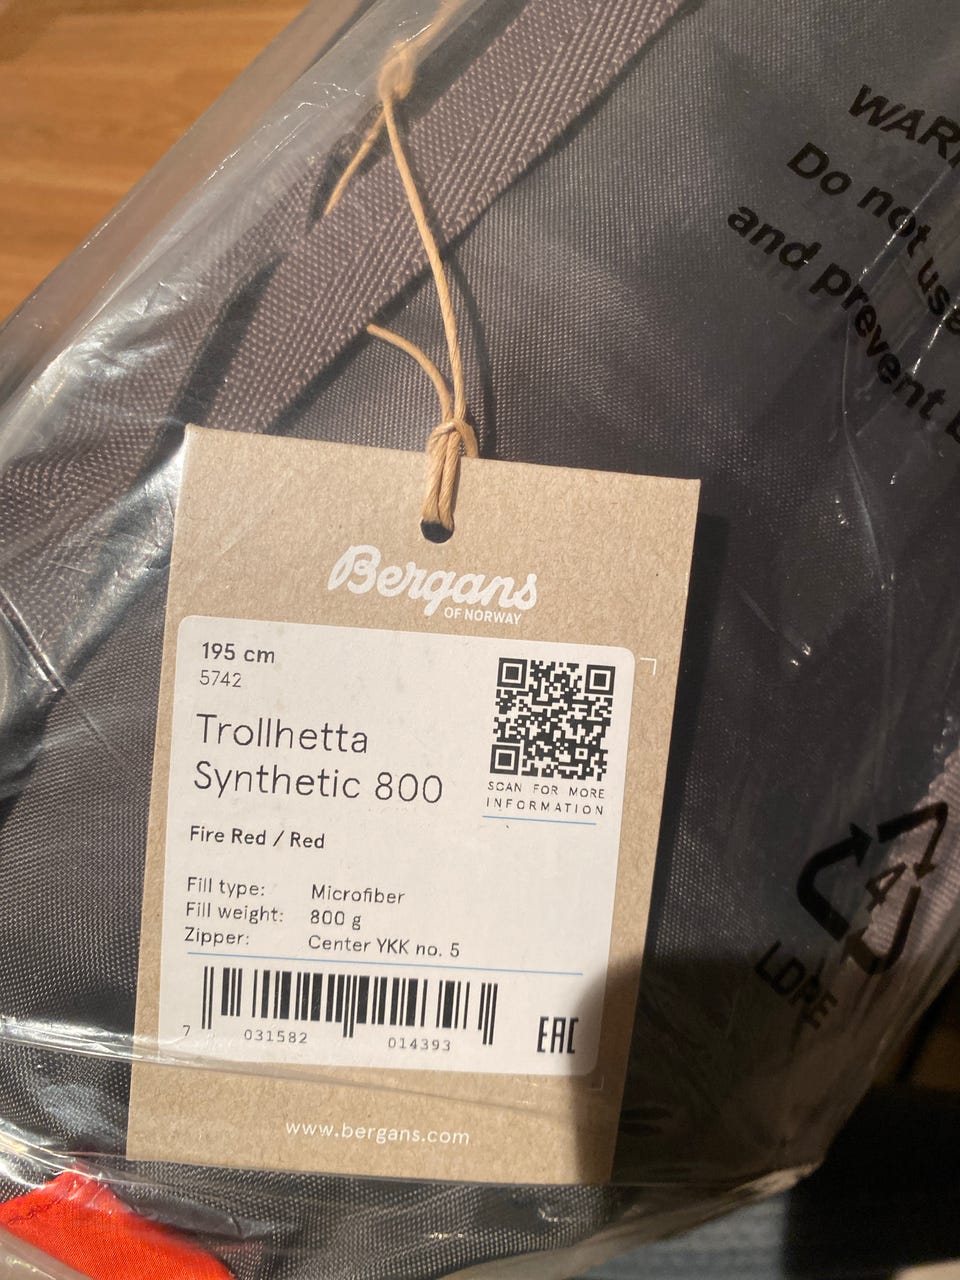 WAR
Do not use
and prevent
Bergans
OF NORWAY
195 cm
5742
Trollhetta
Synthetic 800
SCAN FOR MORE
INFORMATION
Fire Red / Red
Fill type: Microfiber
Fill weight: 800 g
Zipper: Center YKK no. 5
7 031582 014393
EAC
www.bergans.com
4
LDPE